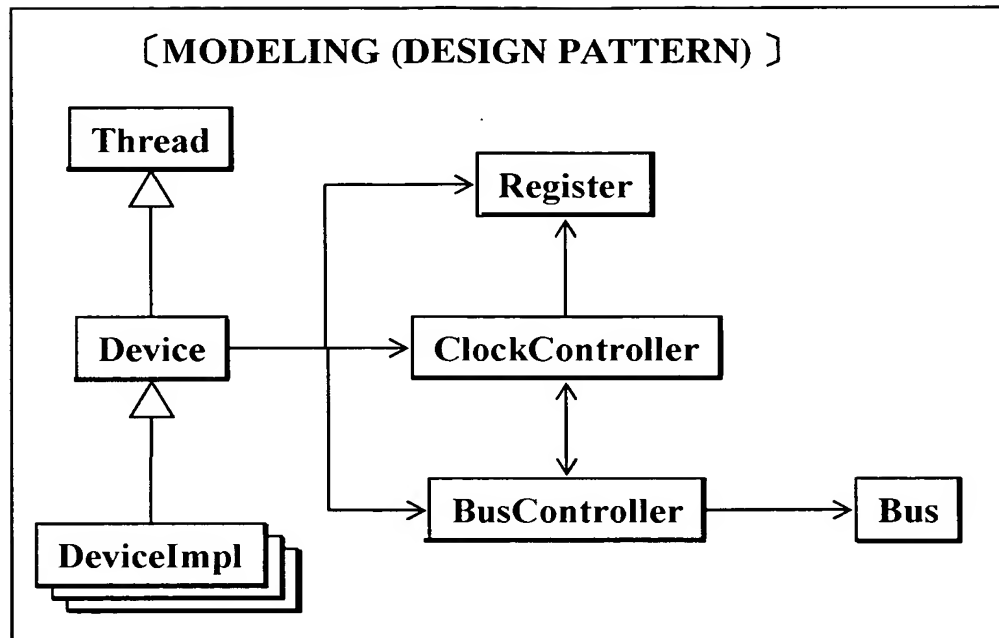 〔MODELING (DESIGN PATTERN) 〕
Thread
Register
Device
ClockController
BusController
Bus
DeviceImpl